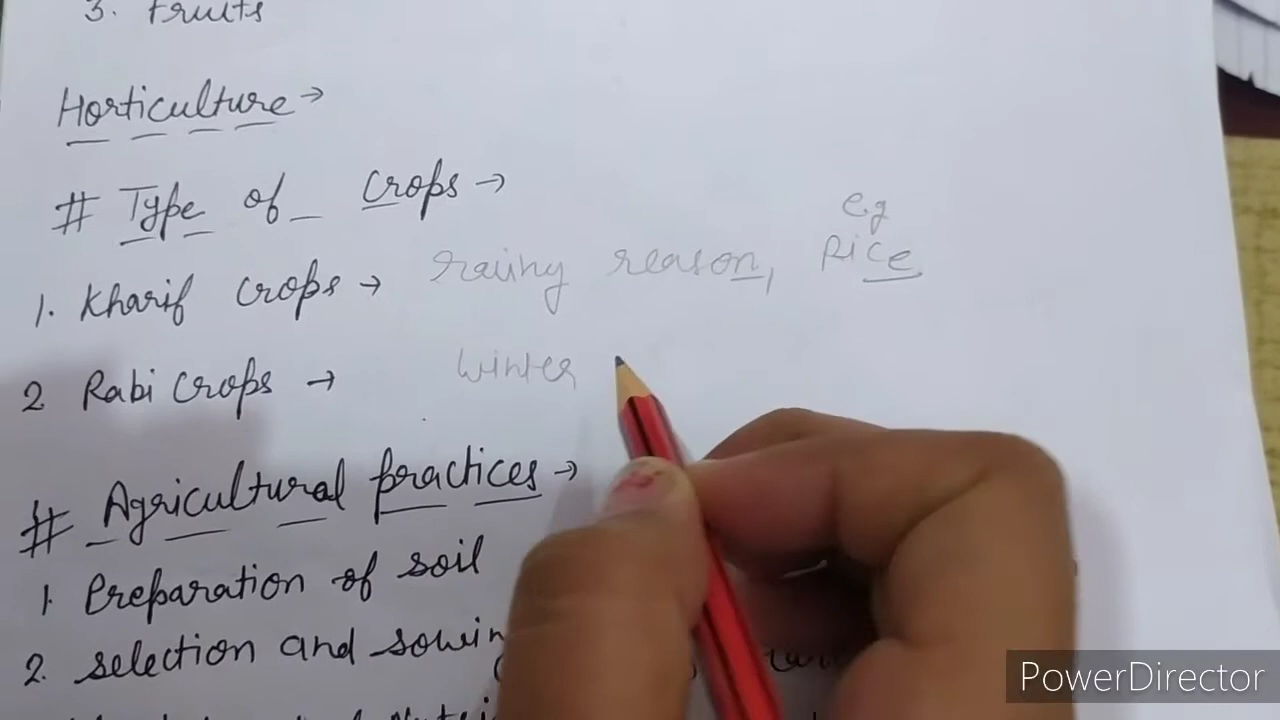 3. Fruits
Horticulture →
# Type of Crops →
e.g
1. Kharif Crops → rainy reason, Rice
2 Rabi Crops → Winter
# Agricultural practices →
1. Preparation of soil
2. selection and sowin
PowerDirector